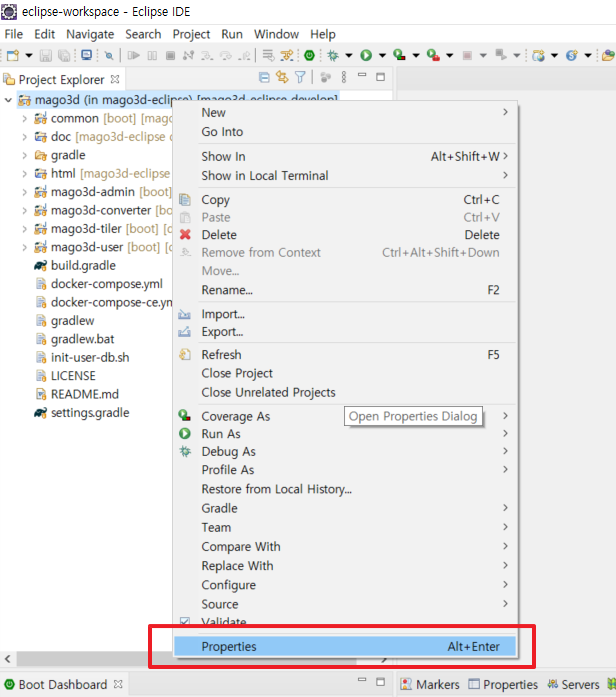 eclipse-workspace - Eclipse IDE
File Edit Navigate Search Project Run Window Help
Project Explorer
mago3d (in mago3d-eclipse) [mago3d-eclipse develop]
common [boot] [mago
doc [mago3d-eclipse
gradle
html [mago3d-eclipse
mago3d-admin [boot]
mago3d-converter [bo
mago3d-tiler [boot]
mago3d-user [boot]
build.gradle
docker-compose.yml
docker-compose-ce.ym
gradlew
gradlew.bat
init-user-db.sh
LICENSE
README.md
settings.gradle
New
Go Into
Show In Alt+Shift+W
Show in Local Terminal
Copy Ctrl+C
Paste Ctrl+V
Delete Delete
Remove from Context Ctrl+Alt+Shift+Down
Move...
Rename... F2
Import...
Export...
Refresh F5
Close Project
Close Unrelated Projects
Coverage As
Open Properties Dialog
Run As
Debug As
Profile As
Restore from Local History...
Gradle
Team
Compare With
Replace With
Configure
Source
Validate
Properties Alt+Enter
Boot Dashboard
Markers Properties Servers